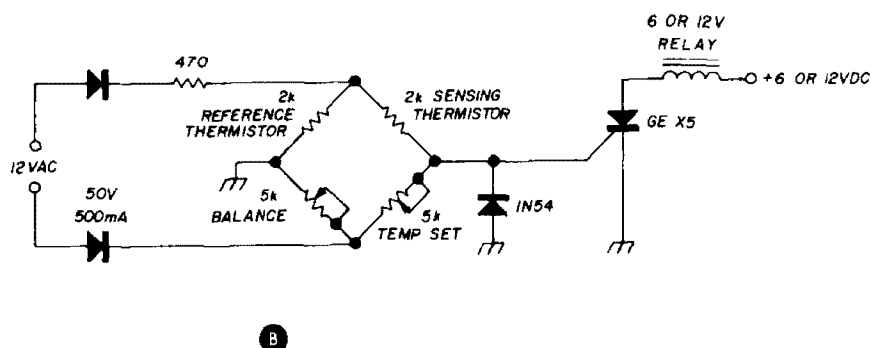 6 OR 12V
RELAY
+6 OR 12VDC
470
2k
REFERENCE
THERMISTOR
2k SENSING
THERMISTOR
GE X5
12VAC
50V
500mA
5k
BALANCE
5k
TEMP SET
1N54
B